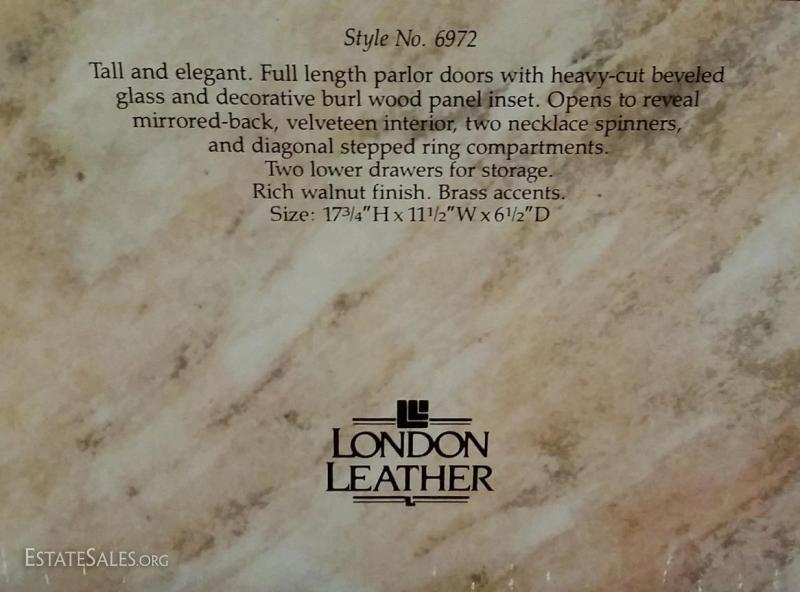 Style No. 6972
Tall and elegant. Full length parlor doors with heavy-cut beveled
glass and decorative burl wood panel inset. Opens to reveal
mirrored-back, velveteen interior, two necklace spinners,
and diagonal stepped ring compartments.
Two lower drawers for storage.
Rich walnut finish. Brass accents.
Size: 17¾"H x 11½"W x 6½"D
LONDON
LEATHER
ESTATESALES.ORG